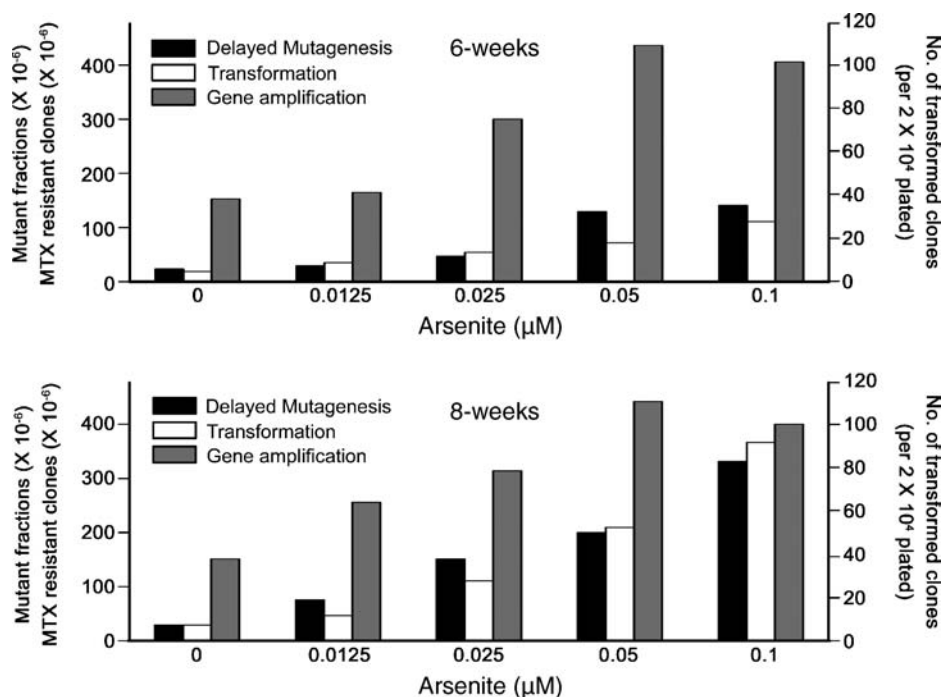 Mutant fractions (X 10⁻⁶)
MTX resistant clones (X 10⁻⁶)
400
300
200
100
0
Delayed Mutagenesis
Transformation
Gene amplification
6-weeks
120
100
80
60
40
20
0
No. of transformed clones
(per 2 X 10⁴ plated)
0 0.0125 0.025 0.05 0.1
Arsenite (μM)
Mutant fractions (X 10⁻⁶)
MTX resistant clones (X 10⁻⁶)
400
300
200
100
0
Delayed Mutagenesis
Transformation
Gene amplification
8-weeks
120
100
80
60
40
20
0
No. of transformed clones
(per 2 X 10⁴ plated)
0 0.0125 0.025 0.05 0.1
Arsenite (μM)